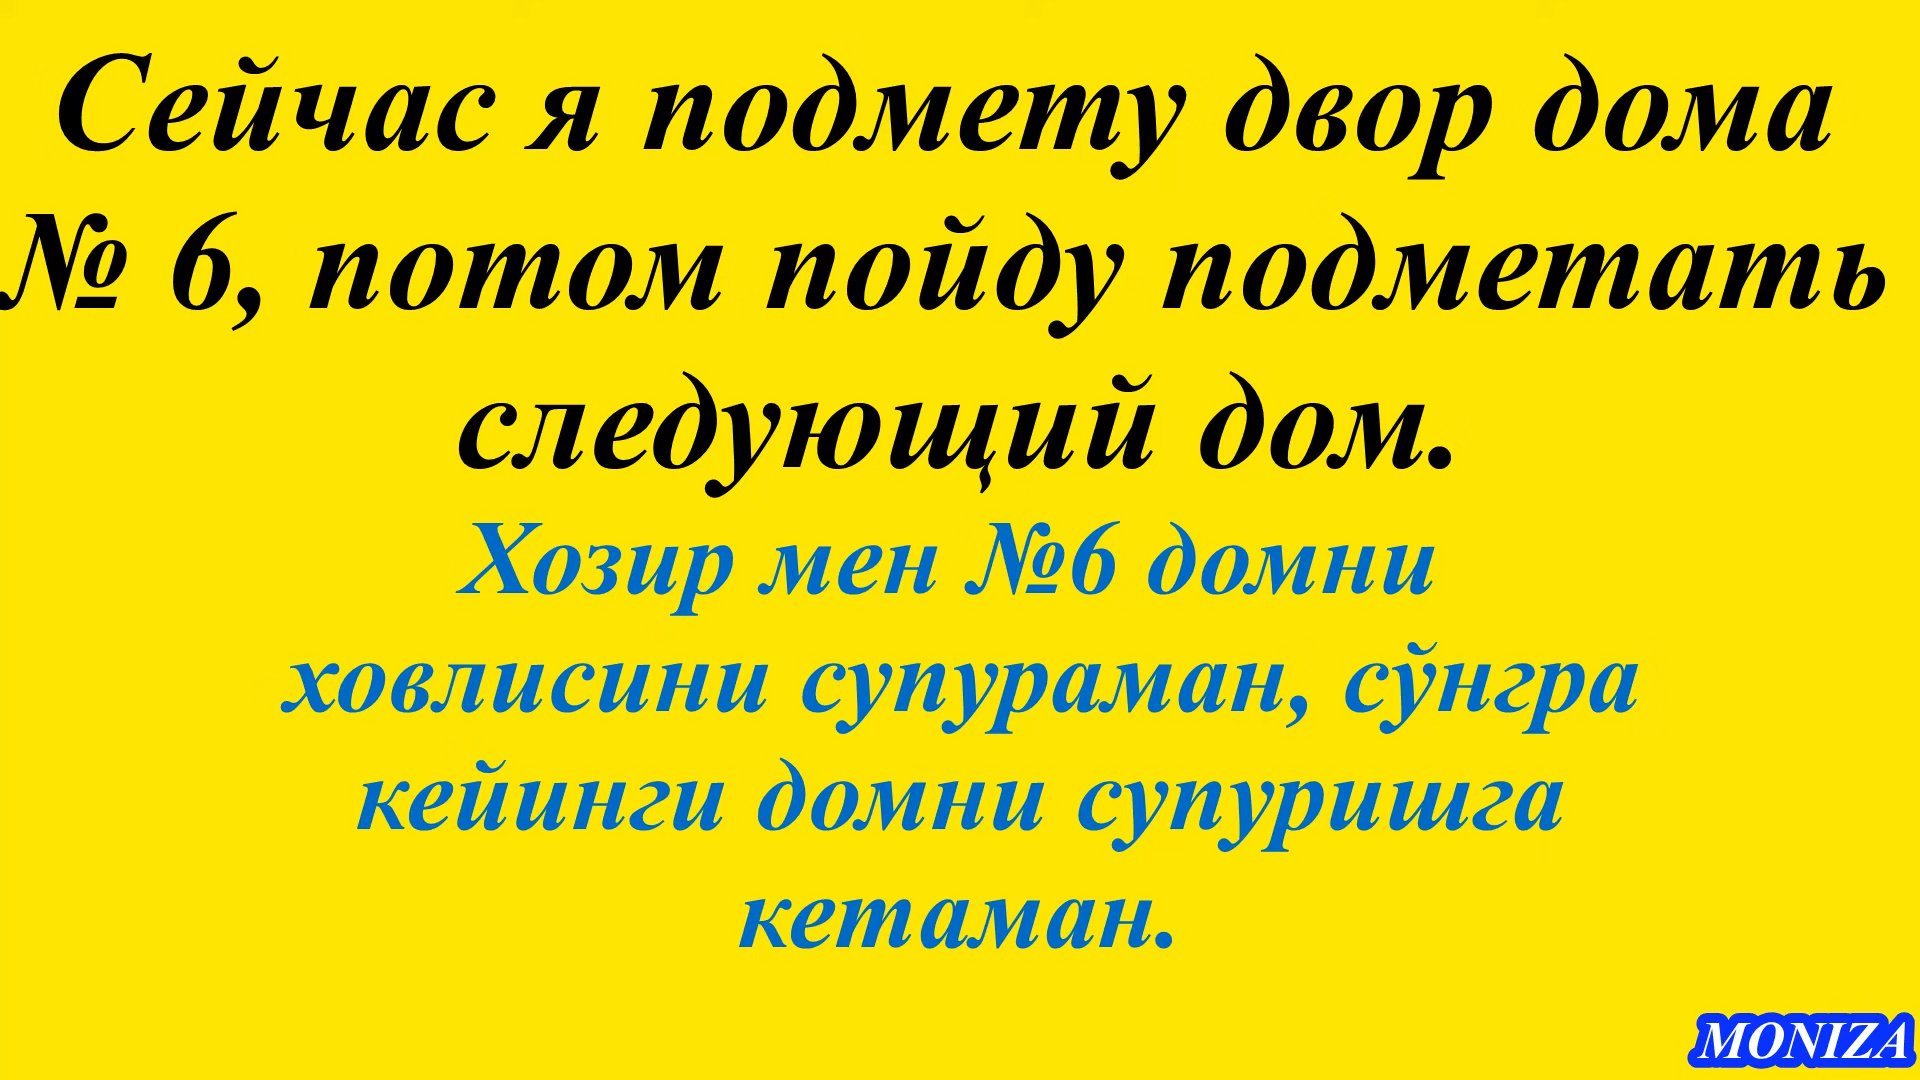 Сейчас я подмету двор дома
№ 6, потом пойду подметать
следующий дом.
Хозир мен №6 домни
ховлисини супураман, сўнгра
кейинги домни супуришга
кетаман.
MONIZA